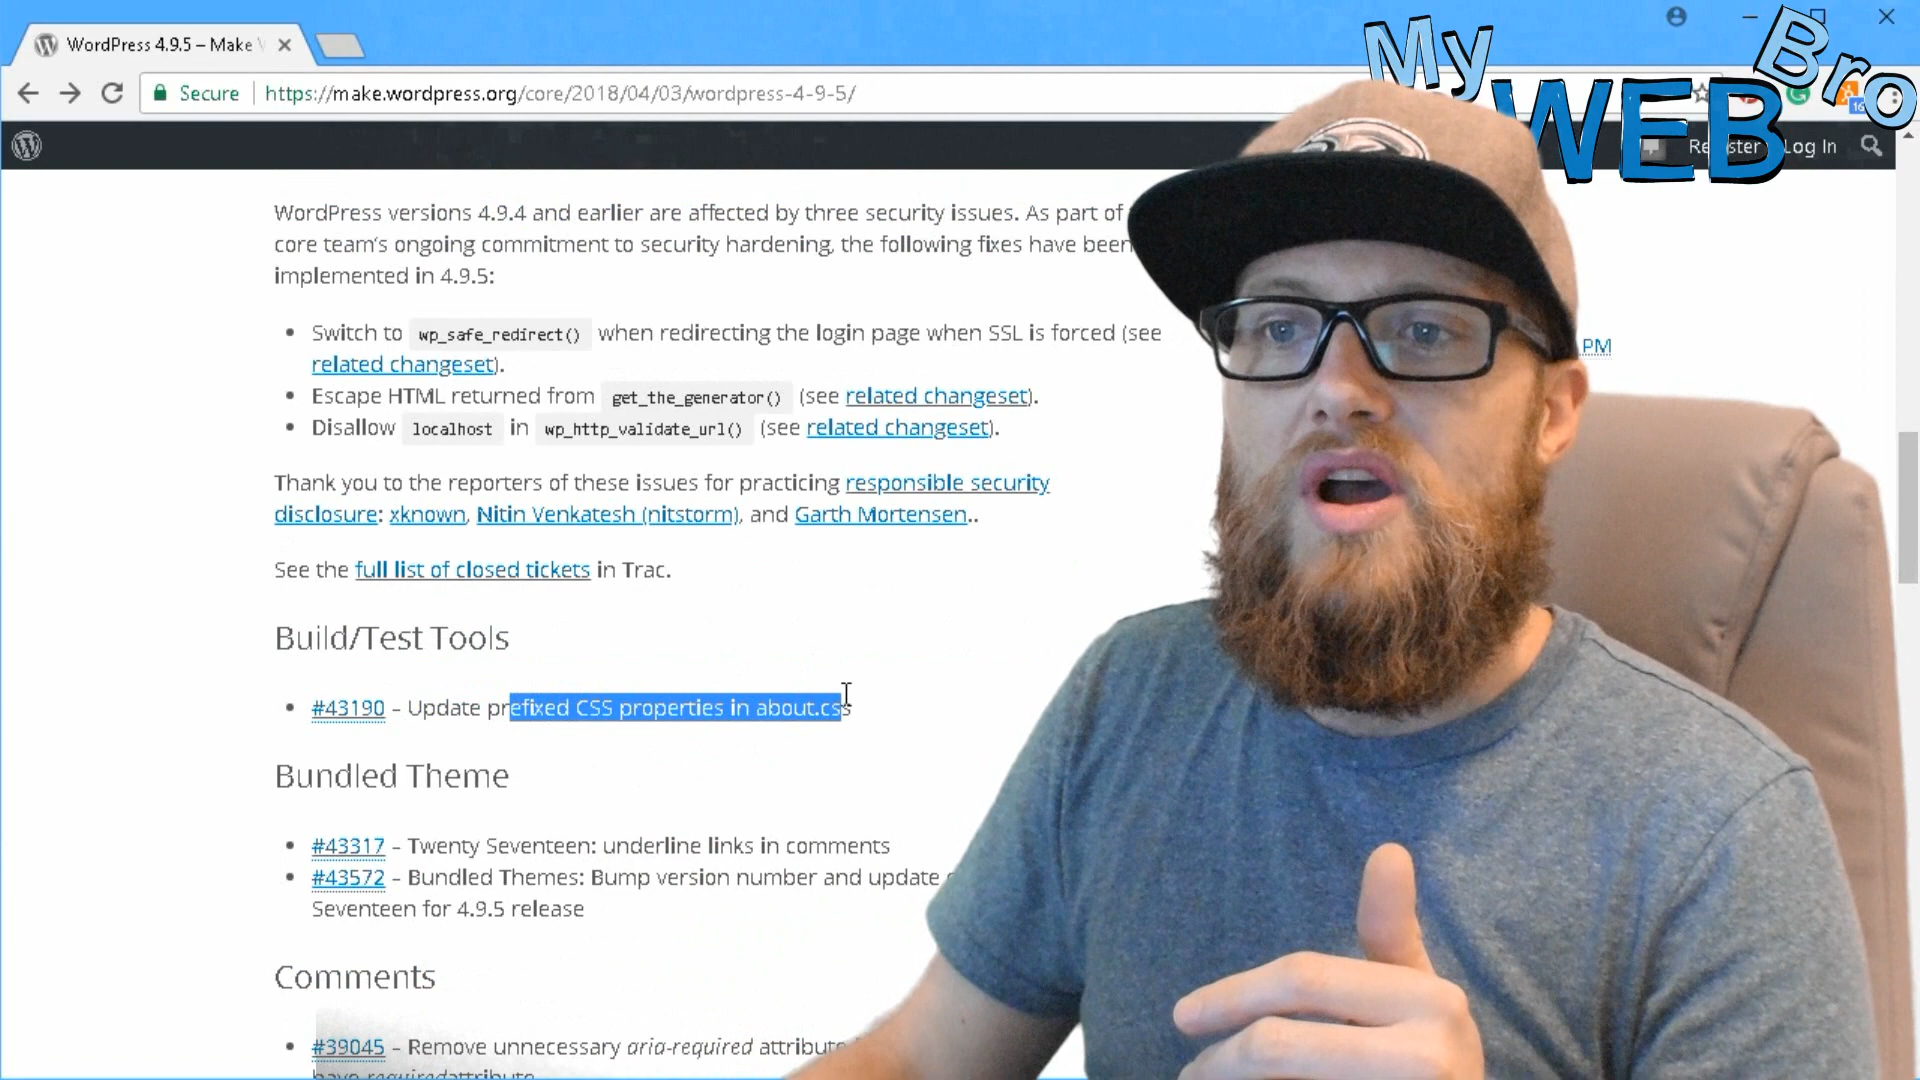 WordPress 4.9.5 – Make
My
Bro
WEB
Secure
https://make.wordpress.org/core/2018/04/03/wordpress-4-9-5/
16
Log In
WordPress versions 4.9.4 and earlier are affected by three security issues. As part of
core team's ongoing commitment to security hardening, the following fixes have been
implemented in 4.9.5:
• Switch to wp_safe_redirect() when redirecting the login page when SSL is forced (see
related changeset).
PM
• Escape HTML returned from get_the_generator() (see related changeset).
• Disallow localhost in wp_http_validate_url() (see related changeset).
Thank you to the reporters of these issues for practicing responsible security
disclosure: xknown, Nitin Venkatesh (nitstorm), and Garth Mortensen..
See the full list of closed tickets in Trac.
Build/Test Tools
• #43190 – Update prefixed CSS properties in about.css
Bundled Theme
• #43317 – Twenty Seventeen: underline links in comments
• #43572 – Bundled Themes: Bump version number and update
Seventeen for 4.9.5 release
Comments
• #39045 – Remove unnecessary aria-required attribute
have required attribute